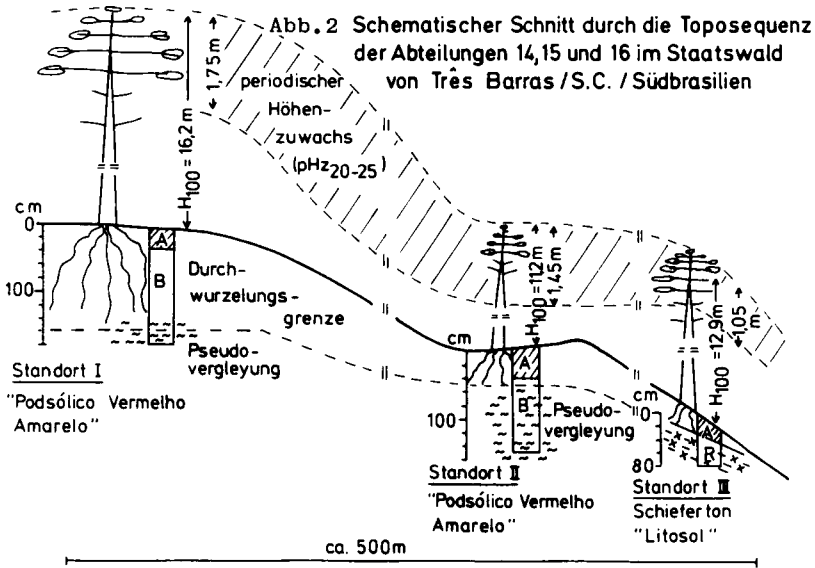 Abb.2 Schematischer Schnitt durch die Toposequenz
der Abteilungen 14,15 und 16 im Staatswald
von Três Barras /S.C. / Südbrasilien
1,75m
H100 = 16,2 m
periodischer
Höhen-
zuwachs
(pHz20-25)
cm
0
100
A
B
Durch-
wurzelungs-
grenze
Pseudo-
vergleyung
Standort I
"Podsólico Vermelho
Amarelo"
H100 = 11,2 m
1,45m
cm
100
A
B
Pseudo-
vergleyung
Standort II
"Podsólico Vermelho
Amarelo"
H100 = 12,9 m
1,05
m
cm
0
80
A
R
Standort III
Schieferton
"Litosol"
ca. 500m